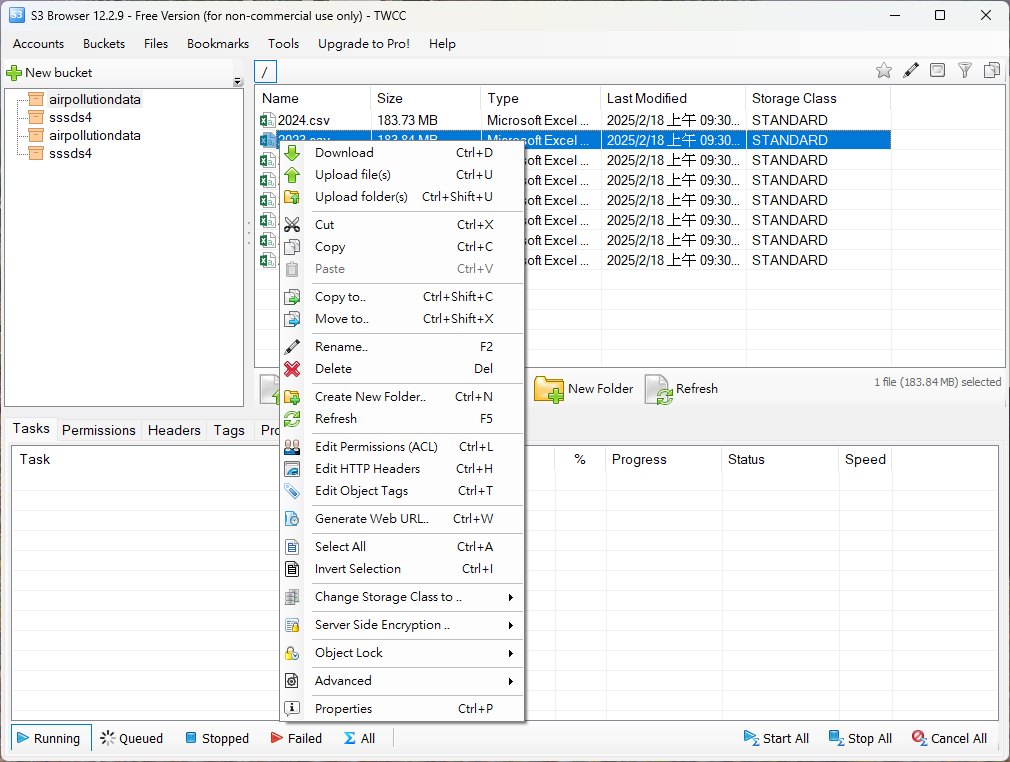 S3 Browser 12.2.9 - Free Version (for non-commercial use only) - TWCC
Accounts Buckets Files Bookmarks Tools Upgrade to Pro! Help
New bucket
/
airpollutiondata
sssds4
airpollutiondata
sssds4
Name Size Type Last Modified Storage Class
2024.csv 183.73 MB Microsoft Excel ... 2025/2/18 上午 09:30... STANDARD
2023.csv 183.84 MB Microsoft Excel ... 2025/2/18 上午 09:30... STANDARD
soft Excel ... 2025/2/18 上午 09:30... STANDARD
soft Excel ... 2025/2/18 上午 09:30... STANDARD
soft Excel ... 2025/2/18 上午 09:30... STANDARD
soft Excel ... 2025/2/18 上午 09:30... STANDARD
soft Excel ... 2025/2/18 上午 09:30... STANDARD
soft Excel ... 2025/2/18 上午 09:30... STANDARD
Download Ctrl+D
Upload file(s) Ctrl+U
Upload folder(s) Ctrl+Shift+U
Cut Ctrl+X
Copy Ctrl+C
Paste Ctrl+V
Copy to.. Ctrl+Shift+C
Move to.. Ctrl+Shift+X
Rename.. F2
Delete Del
Create New Folder.. Ctrl+N
Refresh F5
Edit Permissions (ACL) Ctrl+L
Edit HTTP Headers Ctrl+H
Edit Object Tags Ctrl+T
Generate Web URL.. Ctrl+W
Select All Ctrl+A
Invert Selection Ctrl+I
Change Storage Class to ..
Server Side Encryption ..
Object Lock
Advanced
Properties Ctrl+P
New Folder Refresh 1 file (183.84 MB) selected
Tasks Permissions Headers Tags Pro
Task % Progress Status Speed
Running Queued Stopped Failed All Start All Stop All Cancel All